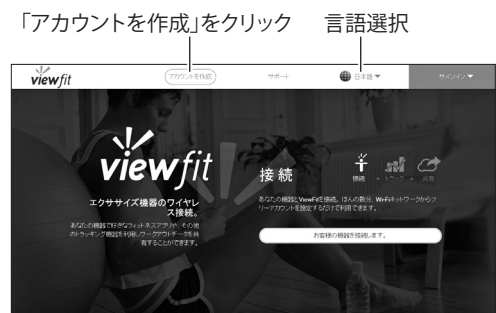 「アカウントを作成」をクリック 言語選択
viewfit アカウントを作成 サポート 日本語 サインイン
viewfit
エクササイズ機器のワイヤレ
ス接続。
あなたの機器で好きなフィットネスアプリや、その他
のトラッキング機器を利用しワークアウトデータを共
有することができます。
接続
接続 トラック 共有
あなたの機器とViewFitを接続。ほんの数分、Wi-Fiネットワークからフ
リーアカウントを設定するだけで利用できます。
お客様の機器を接続します。